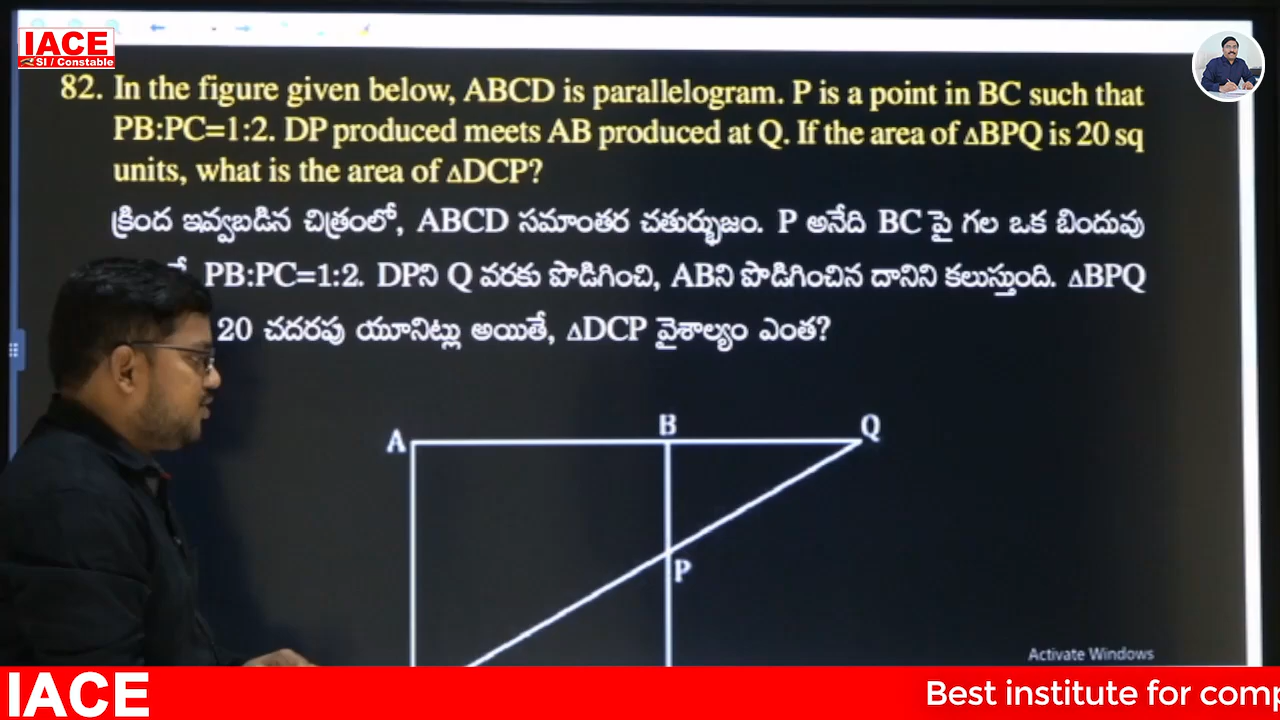 IACE
SI / Constable
82. In the figure given below, ABCD is parallelogram. P is a point in BC such that
PB:PC=1:2. DP produced meets AB produced at Q. If the area of ΔBPQ is 20 sq
units, what is the area of ΔDCP?
క్రింద ఇవ్వబడిన చిత్రంలో, ABCD సమాంతర చతుర్భుజం. P అనేది BC పై గల ఒక బిందువు
PB:PC=1:2. DPని Q వరకు పొడిగించి, ABని పొడిగించిన దానిని కలుస్తుంది. ΔBPQ
20 చదరపు యూనిట్లు అయితే, ΔDCP వైశాల్యం ఎంత?
A B Q
P
Activate Windows
IACE Best institute for comp